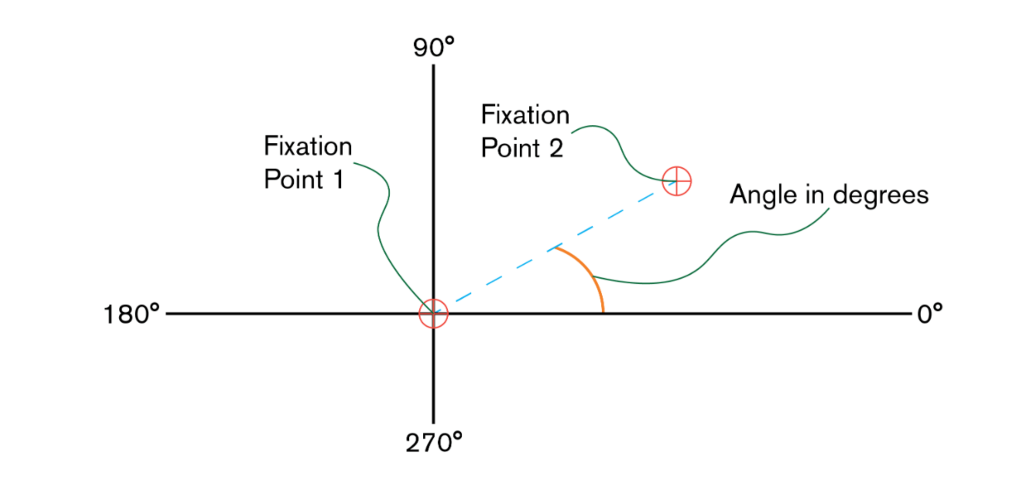 90°
Fixation
Point 2
Fixation
Point 1
Angle in degrees
180°
0°
270°